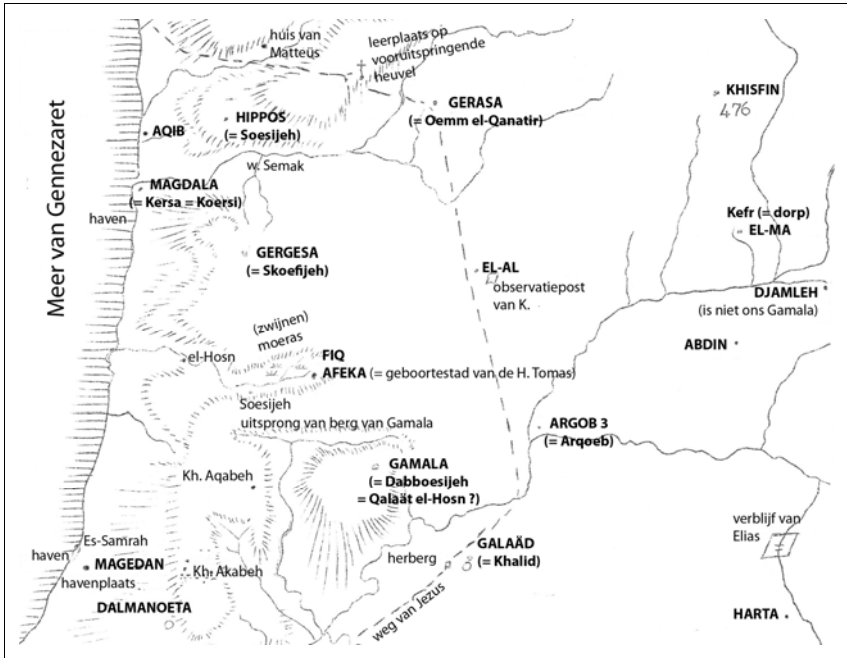 huis van
Matteüs
leerplaats op
vooruitspringende
heuvel
KHISFIN
476
HIPPOS
(= Soesijeh)
GERASA
(= Oemm el-Qanatir)
AQIB
Meer van Gennezaret
w. Semak
MAGDALA
(= Kersa = Koersi)
haven
Kefr (= dorp)
EL-MA
GERGESA
(= Skoefijeh)
EL-AL
observatiepost
van K.
DJAMLEH
(is niet ons Gamala)
(zwijnen)
moeras
ABDIN
el-Hosn
FIQ
AFEKA (= geboortestad van de H. Tomas)
Soesijeh
uitsprong van berg van Gamala
ARGOB 3
(= Arqoeb)
GAMALA
(= Dabboesijeh
= Qalaät el-Hosn ?)
Kh. Aqabeh
verblijf van
Elias
Es-Samrah
haven
MAGEDAN
havenplaats
Kh. Akabeh
herberg
GALAÄD
(= Khalid)
DALMANOETA
weg van Jezus
HARTA